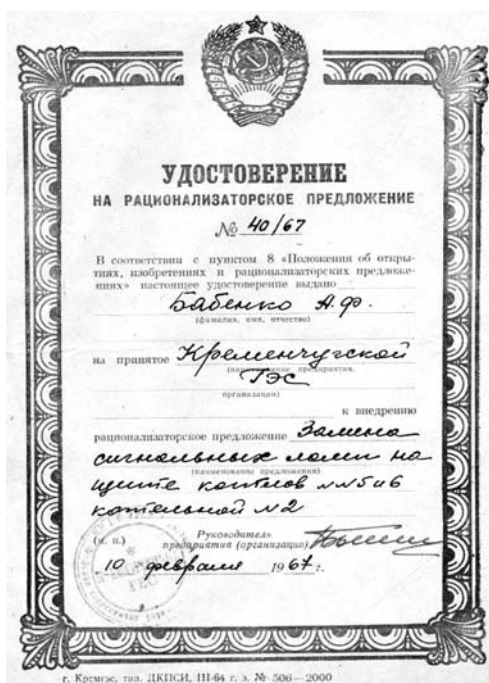 УДОСТОВЕРЕНИЕ
НА РАЦИОНАЛИЗАТОРСКОЕ ПРЕДЛОЖЕНИЕ
№ 40/67
В соответствии с пунктом 8 «Положения об откры-
тиях, изобретениях и рационализаторских предложе-
ниях» настоящее удостоверение выдано
Бабенко А.Ф.
(фамилия, имя, отчество)
на принятое Кременчугской
(наименование предприятия,
ГЭС
организации)
к внедрению
рационализаторское предложение Замена
сигнальных ламп на
(наименование предложения)
щите котлов №№5 и 6
котельной №2
(м. п.) Руководитель
предприятия (организации)
10 февраля 1967 г.
г. Кремгэс, тип. ДКПСИ, III-64 г. з. № 506—2000